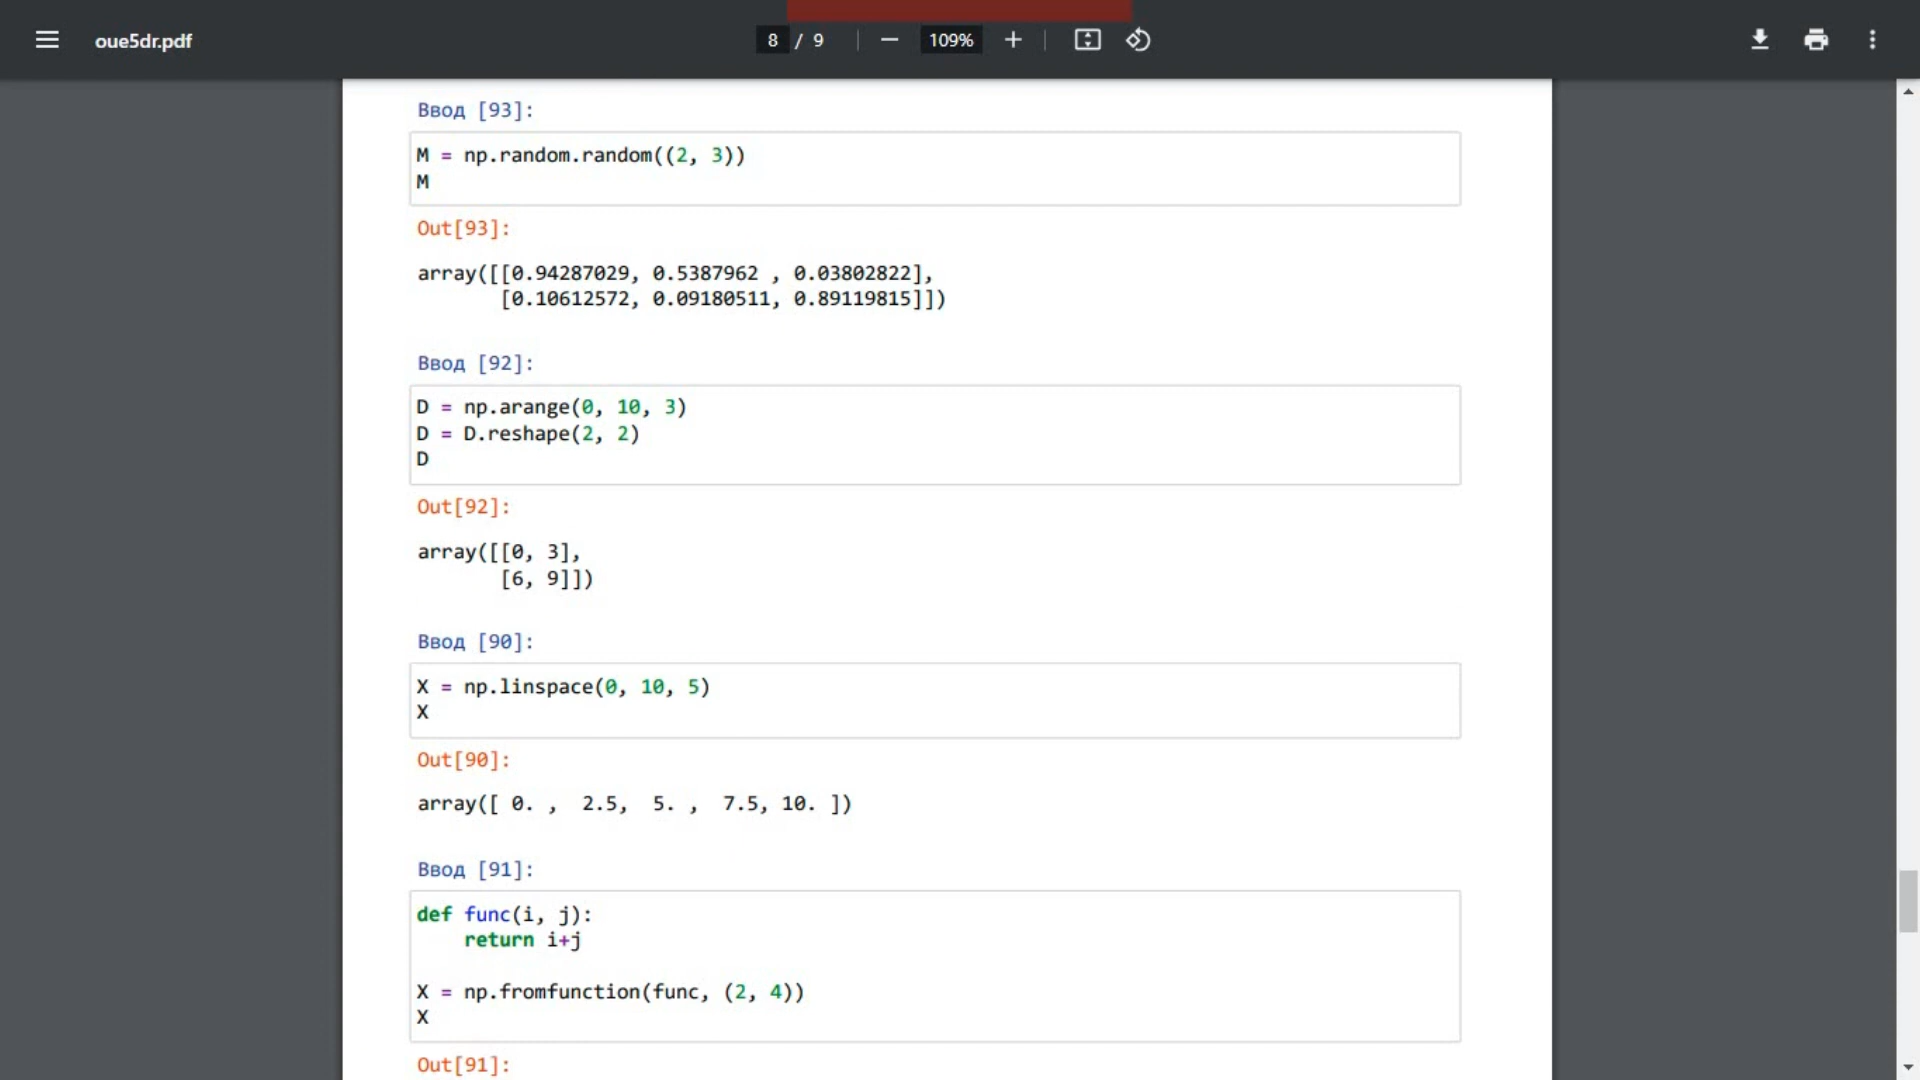 oue5dr.pdf
8 / 9
109%
Ввод [93]:
M = np.random.random((2, 3))
M
Out[93]:
array([[0.94287029, 0.5387962 , 0.03802822],
       [0.10612572, 0.09180511, 0.89119815]])
Ввод [92]:
D = np.arange(0, 10, 3)
D = D.reshape(2, 2)
D
Out[92]:
array([[0, 3],
       [6, 9]])
Ввод [90]:
X = np.linspace(0, 10, 5)
X
Out[90]:
array([ 0. ,  2.5,  5. ,  7.5, 10. ])
Ввод [91]:
def func(i, j):
    return i+j
X = np.fromfunction(func, (2, 4))
X
Out[91]: